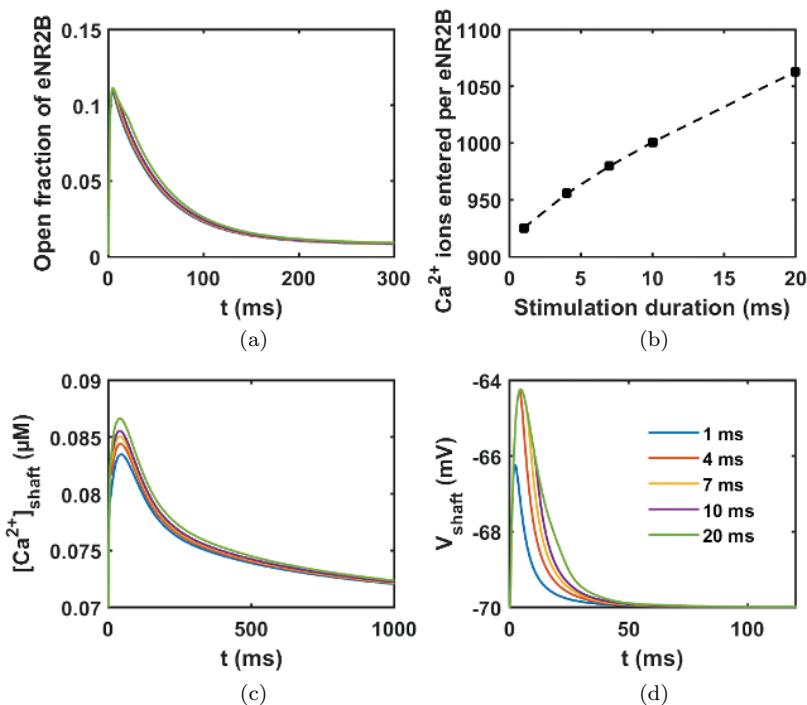 Open fraction of eNR2B
0.15
0.1
0.05
0
0
100
200
300
t (ms)
(a)
Ca²⁺ ions entered per eNR2B
1100
1050
1000
950
900
0
5
10
15
20
Stimulation duration (ms)
(b)
[Ca²⁺]shaft (µM)
0.09
0.085
0.08
0.075
0.07
0
500
1000
t (ms)
(c)
Vshaft (mV)
-64
-66
-68
-70
0
50
100
t (ms)
1 ms
4 ms
7 ms
10 ms
20 ms
(d)